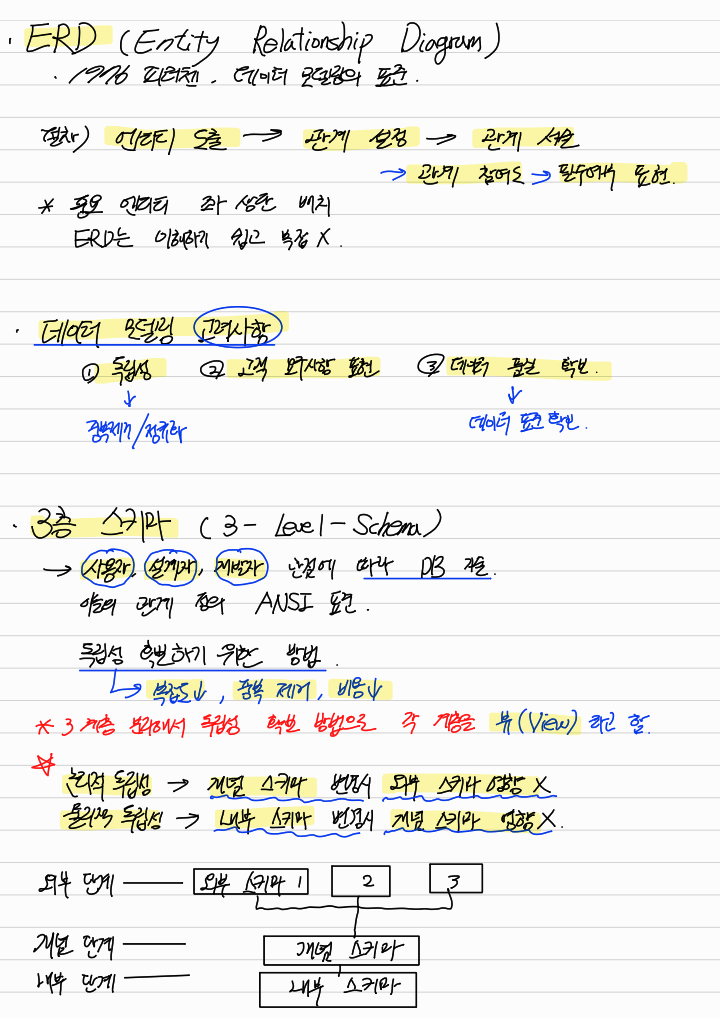 · ERD (Entity Relationship Diagram)
· 1976 피터첸. 데이터 모델링의 표준.
절차) 엔터티 도출 → 관계 설정 → 관계 서술
→ 관계 참여도 → 필수여부 표현.
* 중요 엔터티 좌 상단 배치
ERD는 이해하기 쉽고 복잡 X.
· 데이터 모델링 고려사항
① 독립성 ② 고객 요구사항 표현 ③ 데이터 품질 확보.
↓ ↓
중복제거/정규화 데이터 표준 확보.
· 3층 스키마 (3-Level-Schema)
→ 사용자, 설계자, 개발자 관점에 따라 DB 기술.
이들의 관계 정의 ANSI 표준.
독립성 확보하기 위한 방법.
→ 복잡도↓, 중복 제거, 비용↓
* 3계층 분리해서 독립성 확보 방법으로 각 계층을 뷰(View) 라고 함.
☆
논리적 독립성 → 개념 스키마 변경시 외부 스키마 영향 X
물리적 독립성 → 내부 스키마 변경시 개념 스키마 영향 X.
외부 단계 외부 스키마 1 2 3
개념 단계 개념 스키마
내부 단계 내부 스키마